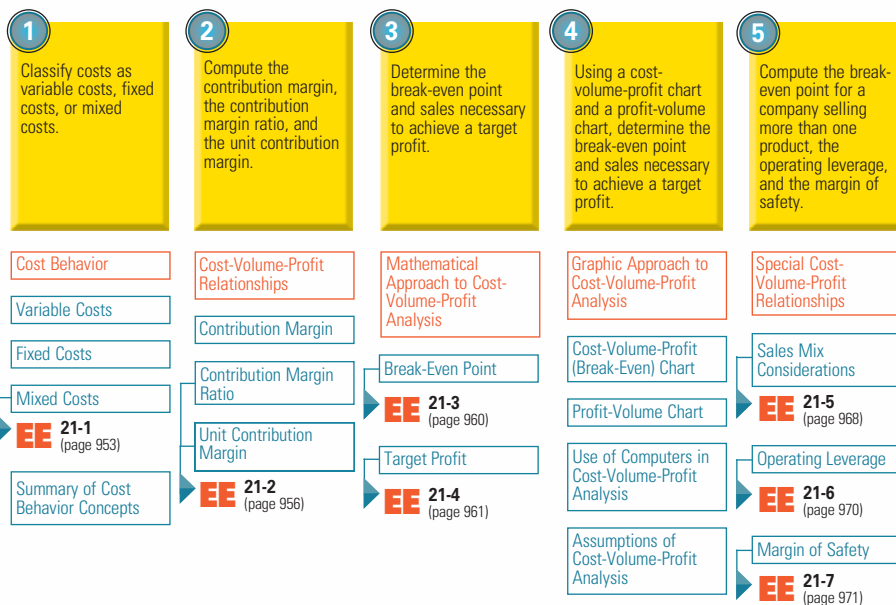 1
Classify costs as
variable costs, fixed
costs, or mixed
costs.
Cost Behavior
Variable Costs
Fixed Costs
Mixed Costs
EE 21-1
(page 953)
Summary of Cost
Behavior Concepts
2
Compute the
contribution margin,
the contribution
margin ratio, and
the unit contribution
margin.
Cost-Volume-Profit
Relationships
Contribution Margin
Contribution Margin
Ratio
Unit Contribution
Margin
EE 21-2
(page 956)
3
Determine the
break-even point
and sales necessary
to achieve a target
profit.
Mathematical
Approach to Cost-
Volume-Profit
Analysis
Break-Even Point
EE 21-3
(page 960)
Target Profit
EE 21-4
(page 961)
4
Using a cost-
volume-profit chart
and a profit-volume
chart, determine the
break-even point
and sales necessary
to achieve a target
profit.
Graphic Approach to
Cost-Volume-Profit
Analysis
Cost-Volume-Profit
(Break-Even) Chart
Profit-Volume Chart
Use of Computers in
Cost-Volume-Profit
Analysis
Assumptions of
Cost-Volume-Profit
Analysis
5
Compute the break-
even point for a
company selling
more than one
product, the
operating leverage,
and the margin of
safety.
Special Cost-
Volume-Profit
Relationships
Sales Mix
Considerations
EE 21-5
(page 968)
Operating Leverage
EE 21-6
(page 970)
Margin of Safety
EE 21-7
(page 971)